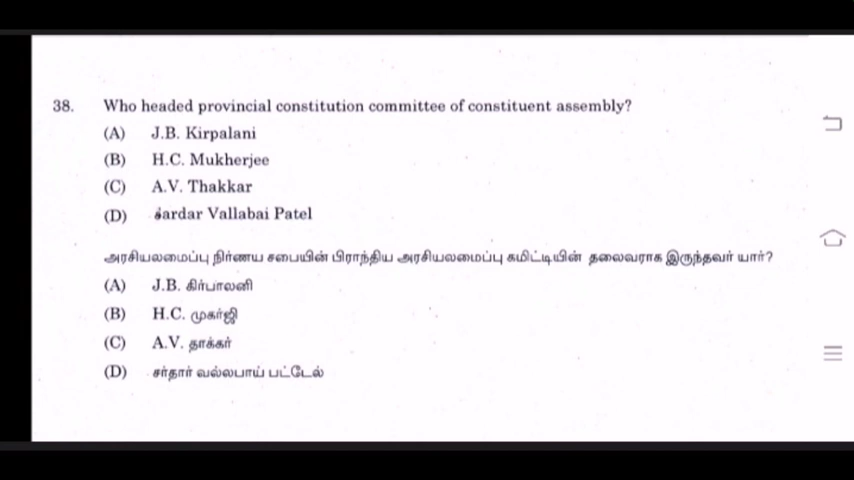 38. Who headed provincial constitution committee of constituent assembly?
(A) J.B. Kirpalani
(B) H.C. Mukherjee
(C) A.V. Thakkar
(D) Sardar Vallabai Patel
அரசியலமைப்பு நிர்ணய சபையின் பிராந்திய அரசியலமைப்பு கமிட்டியின் தலைவராக இருந்தவர் யார்?
(A) J.B. கிர்பாலனி
(B) H.C. முகர்ஜி
(C) A.V. தாக்கர்
(D) சர்தார் வல்லபாய் பட்டேல்